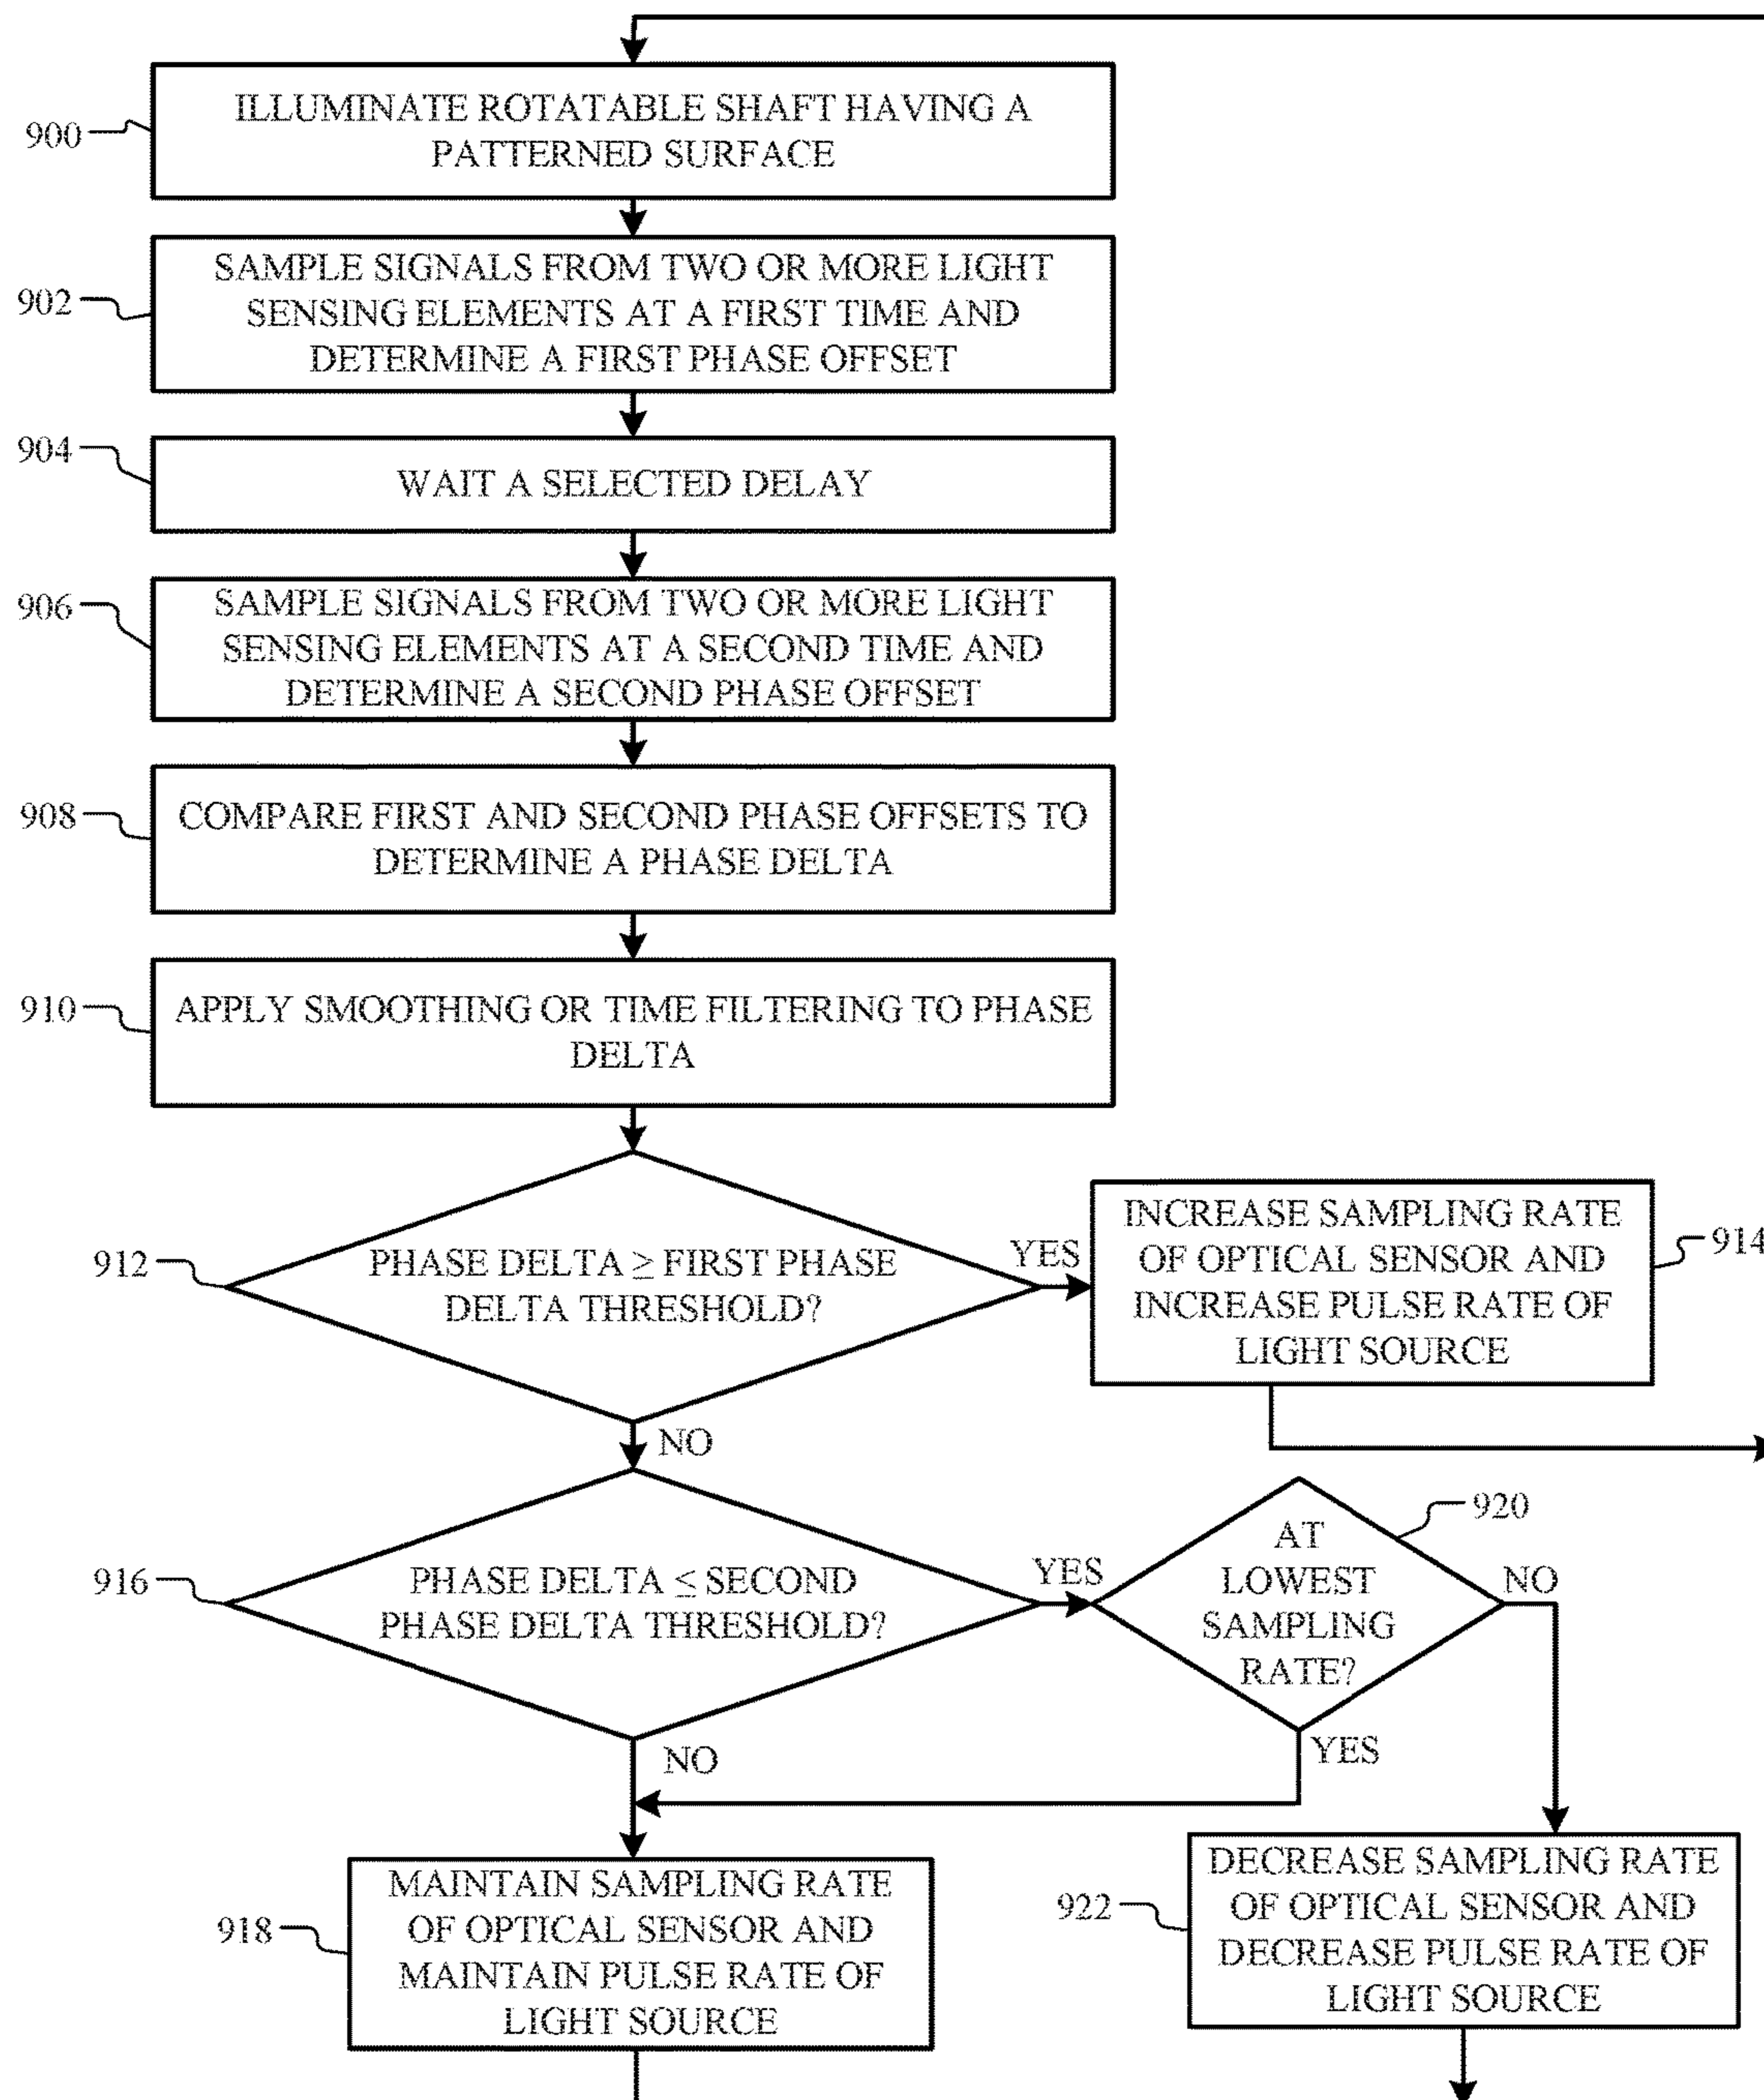 900
ILLUMINATE ROTATABLE SHAFT HAVING A
PATTERNED SURFACE
902
SAMPLE SIGNALS FROM TWO OR MORE LIGHT
SENSING ELEMENTS AT A FIRST TIME AND
DETERMINE A FIRST PHASE OFFSET
904
WAIT A SELECTED DELAY
906
SAMPLE SIGNALS FROM TWO OR MORE LIGHT
SENSING ELEMENTS AT A SECOND TIME AND
DETERMINE A SECOND PHASE OFFSET
908
COMPARE FIRST AND SECOND PHASE OFFSETS TO
DETERMINE A PHASE DELTA
910
APPLY SMOOTHING OR TIME FILTERING TO PHASE
DELTA
912
PHASE DELTA ≥ FIRST PHASE
DELTA THRESHOLD?
YES
INCREASE SAMPLING RATE
OF OPTICAL SENSOR AND
INCREASE PULSE RATE OF
LIGHT SOURCE
914
NO
916
PHASE DELTA ≤ SECOND
PHASE DELTA THRESHOLD?
YES
920
AT
LOWEST
SAMPLING
RATE?
NO
NO
YES
918
MAINTAIN SAMPLING RATE
OF OPTICAL SENSOR AND
MAINTAIN PULSE RATE OF
LIGHT SOURCE
922
DECREASE SAMPLING RATE
OF OPTICAL SENSOR AND
DECREASE PULSE RATE OF
LIGHT SOURCE